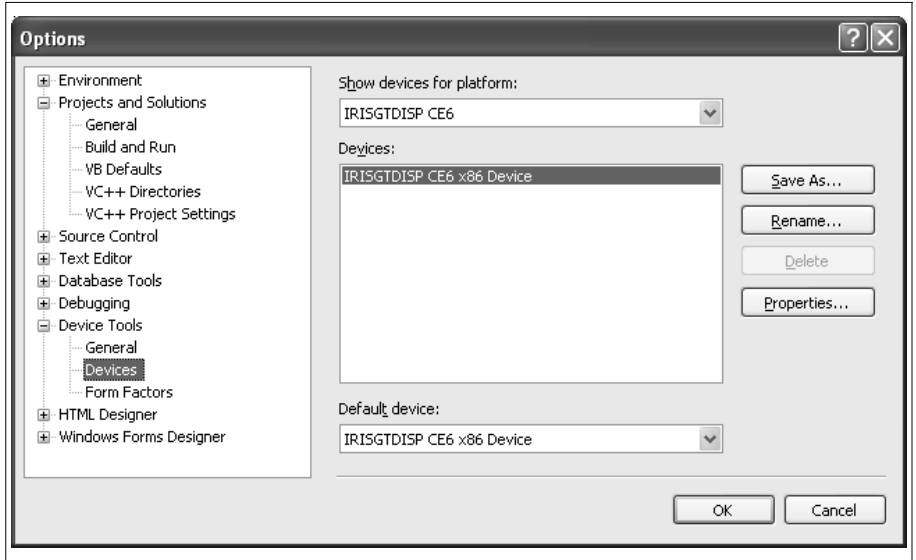 Options
Environment
Projects and Solutions
General
Build and Run
VB Defaults
VC++ Directories
VC++ Project Settings
Source Control
Text Editor
Database Tools
Debugging
Device Tools
General
Devices
Form Factors
HTML Designer
Windows Forms Designer
Show devices for platform:
IRISGTDISP CE6
Devices:
IRISGTDISP CE6 x86 Device
Save As...
Rename...
Delete
Properties...
Default device:
IRISGTDISP CE6 x86 Device
OK
Cancel